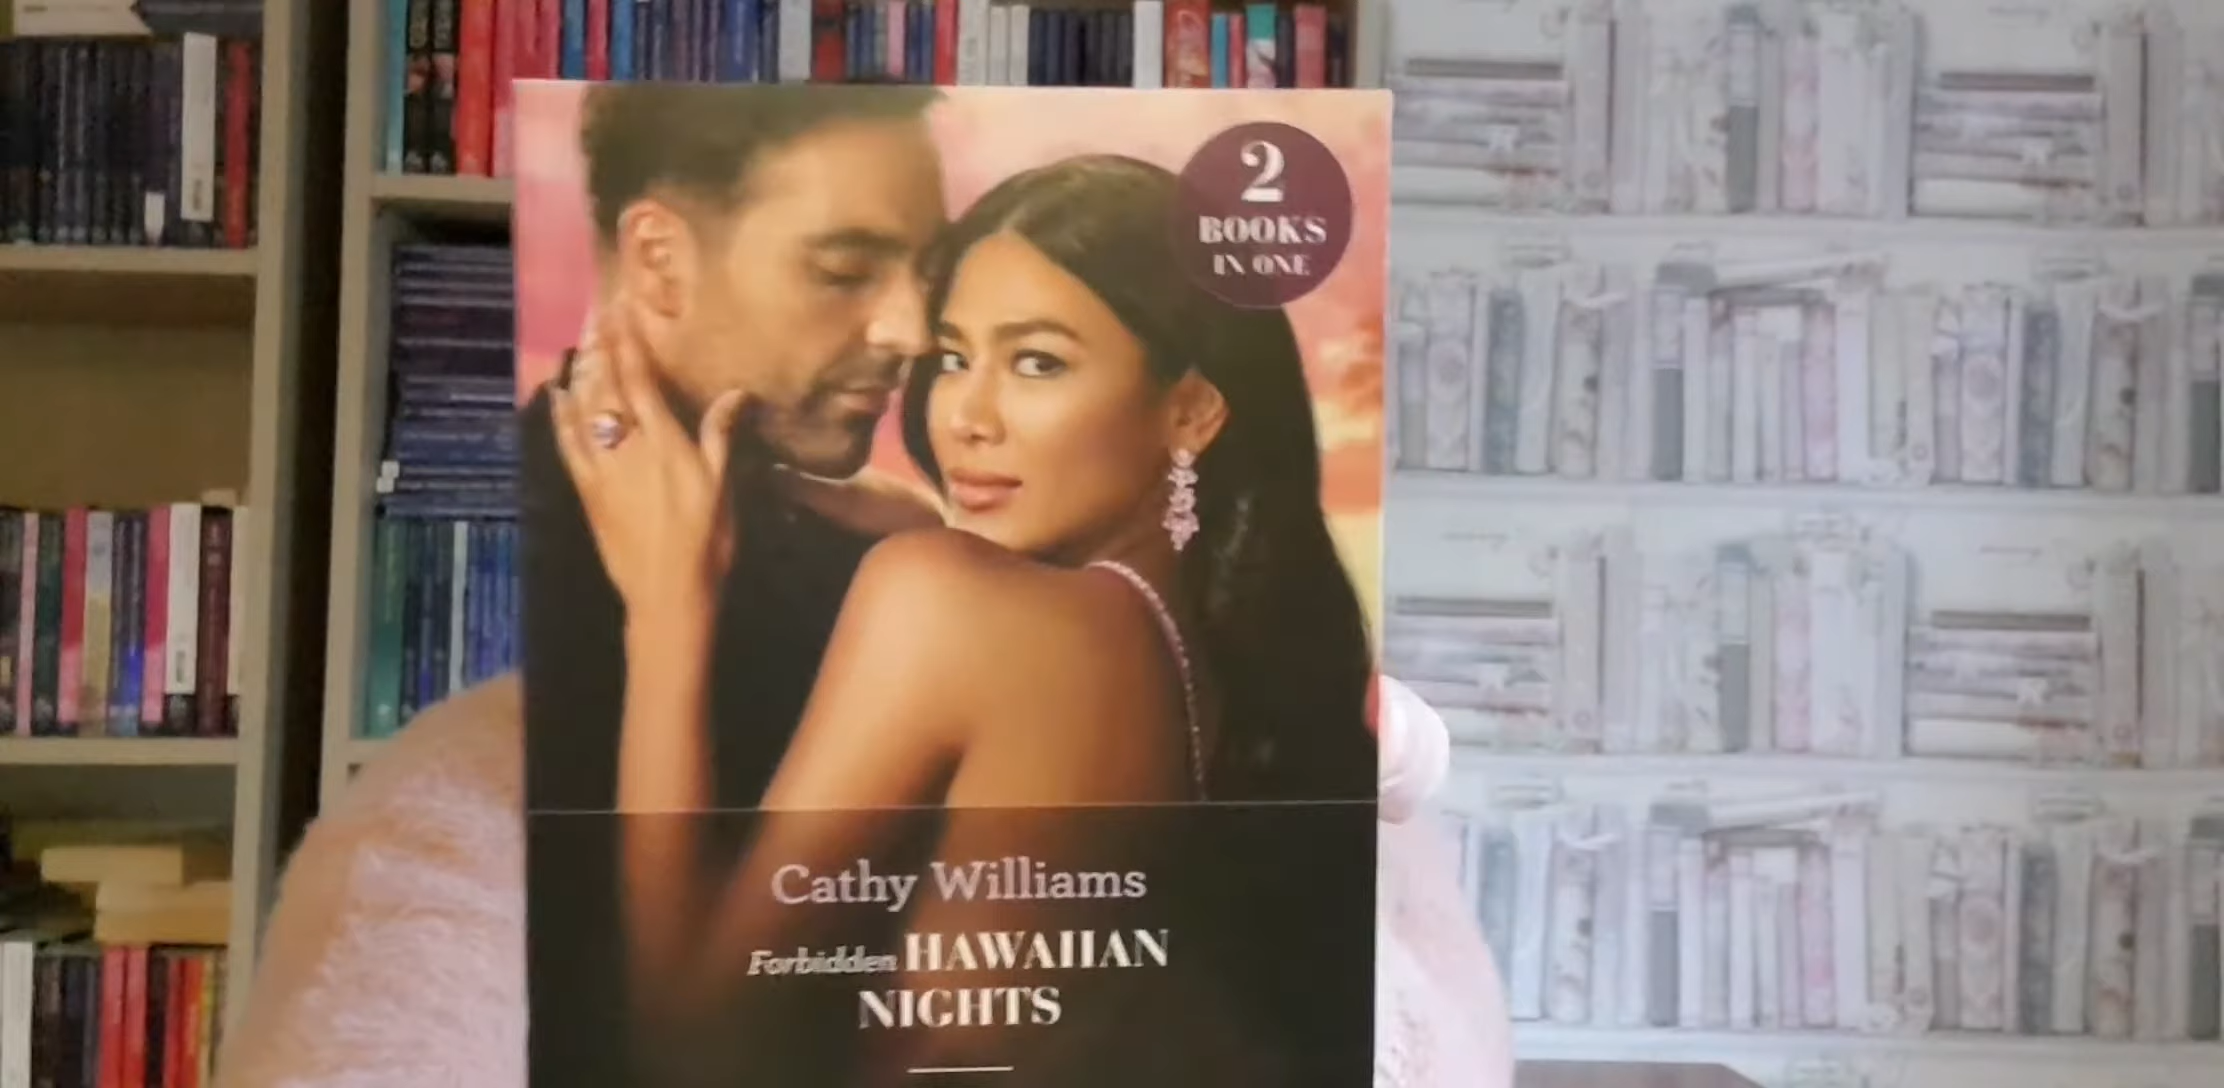 2
BOOKS
IN ONE
Cathy Williams
Forbidden HAWAIIAN
NIGHTS